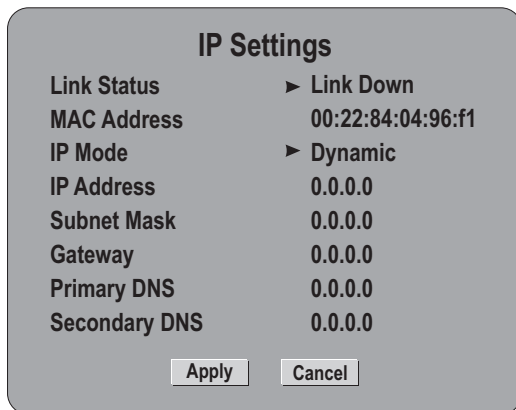 IP Settings
Link Status ► Link Down
MAC Address 00:22:84:04:96:f1
IP Mode ► Dynamic
IP Address 0.0.0.0
Subnet Mask 0.0.0.0
Gateway 0.0.0.0
Primary DNS 0.0.0.0
Secondary DNS 0.0.0.0
Apply Cancel